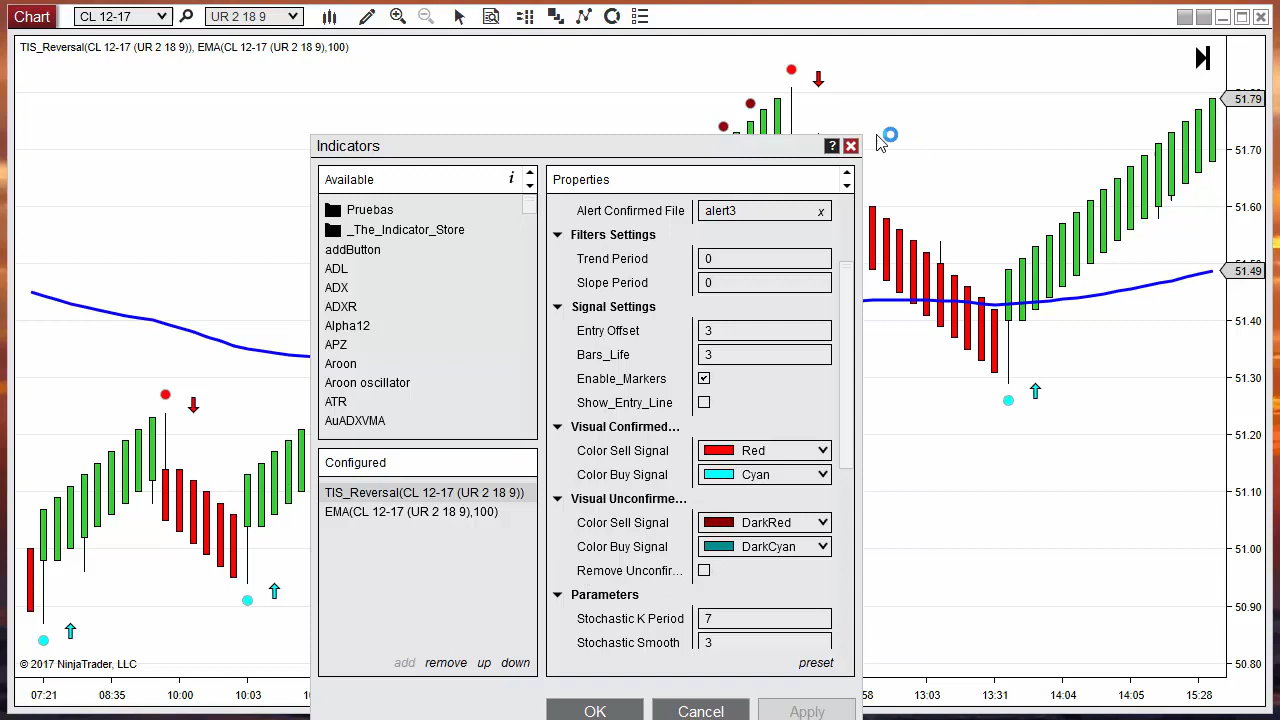 Chart
CL 12-17
UR 2 18 9
TIS_Reversal(CL 12-17 (UR 2 18 9)), EMA(CL 12-17 (UR 2 18 9),100)
Indicators
?
Available
i
Pruebas
_The_Indicator_Store
addButton
ADL
ADX
ADXR
Alpha12
APZ
Aroon
Aroon oscillator
ATR
AuADXVMA
Configured
TIS_Reversal(CL 12-17 (UR 2 18 9))
EMA(CL 12-17 (UR 2 18 9),100)
add remove up down
Properties
Alert Confirmed File alert3 x
Filters Settings
Trend Period 0
Slope Period 0
Signal Settings
Entry Offset 3
Bars_Life 3
Enable_Markers
Show_Entry_Line
Visual Confirmed...
Color Sell Signal Red
Color Buy Signal Cyan
Visual Unconfirme...
Color Sell Signal DarkRed
Color Buy Signal DarkCyan
Remove Unconfir...
Parameters
Stochastic K Period 7
Stochastic Smooth 3
preset
OK Cancel Apply
51.79
51.70
51.60
51.49
51.40
51.30
51.20
51.10
51.00
50.90
50.80
© 2017 NinjaTrader, LLC
07:21 08:35 10:00 10:03 13:03 13:31 14:04 14:05 15:28